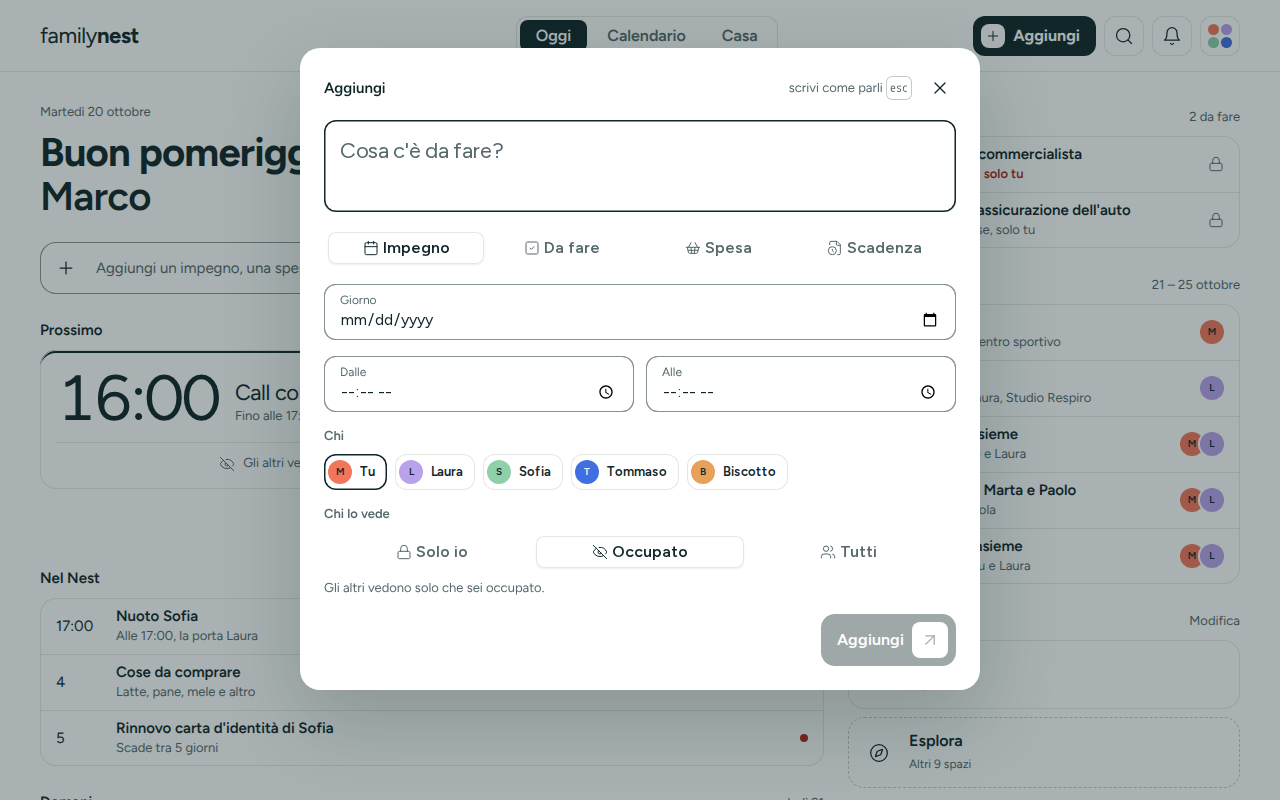 familynest
Oggi
Calendario
Casa
Aggiungi
Martedì 20 ottobre
Buon pomerigg
Marco
Aggiungi un impegno, una spe
Prossimo
16:00
Call co
Fino alle 17:
Gli altri ve
Nel Nest
17:00
Nuoto Sofia
Alle 17:00, la porta Laura
4
Cose da comprare
Latte, pane, mele e altro
5
Rinnovo carta d'identità di Sofia
Scade tra 5 giorni
Aggiungi
scrivi come parli esc
Cosa c'è da fare?
Impegno
Da fare
Spesa
Scadenza
Giorno
mm/dd/yyyy
Dalle
--:-- --
Alle
--:-- --
Chi
M Tu
L Laura
S Sofia
T Tommaso
B Biscotto
Chi lo vede
Solo io
Occupato
Tutti
Gli altri vedono solo che sei occupato.
Aggiungi
2 da fare
commercialista
solo tu
assicurazione dell'auto
se, solo tu
21 – 25 ottobre
entro sportivo
M
ura, Studio Respiro
L
sieme
e Laura
M L
Marta e Paolo
ola
M L
nsieme
u e Laura
M L
Modifica
Esplora
Altri 9 spazi